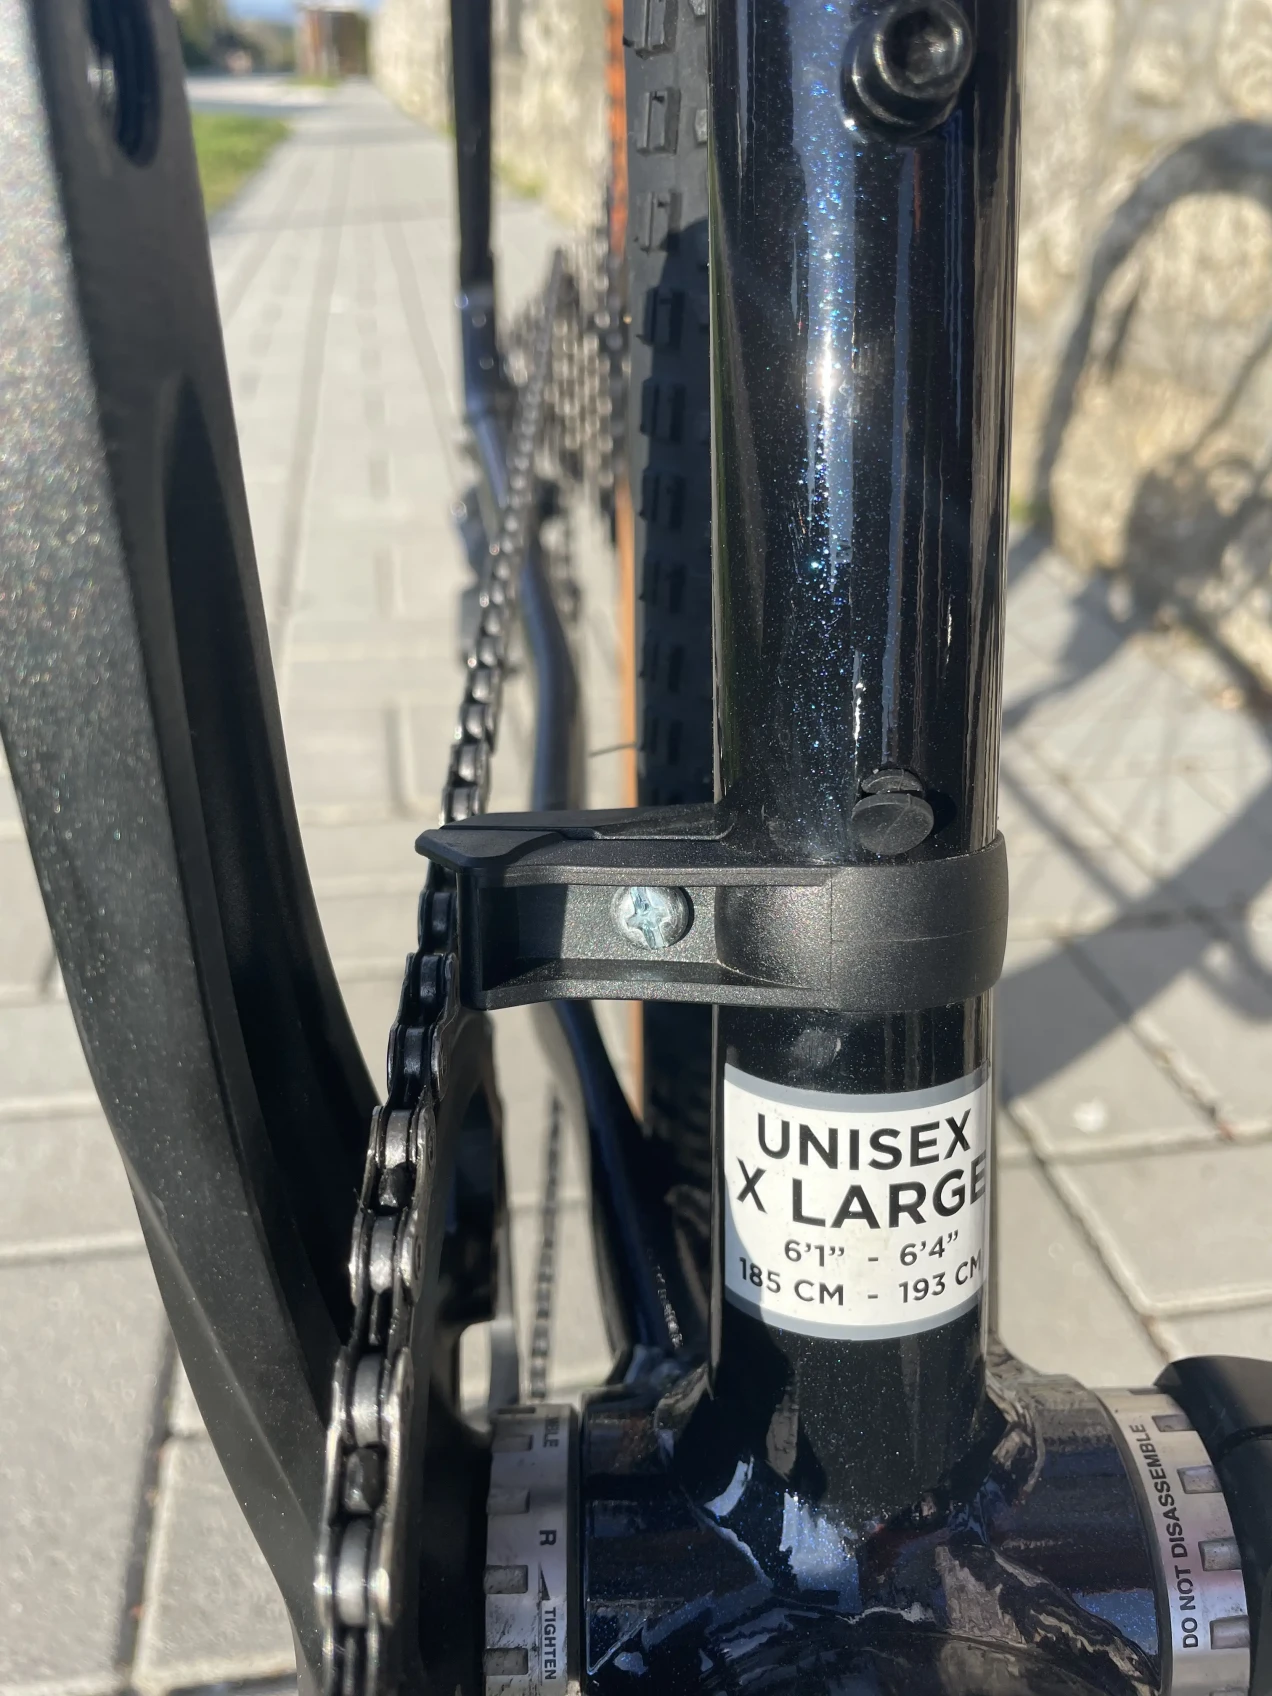 UNISEX
X LARGE
6'1" - 6'4"
185 CM - 193 CM
R
TIGHTEN
DO NOT DISASSEMBLE